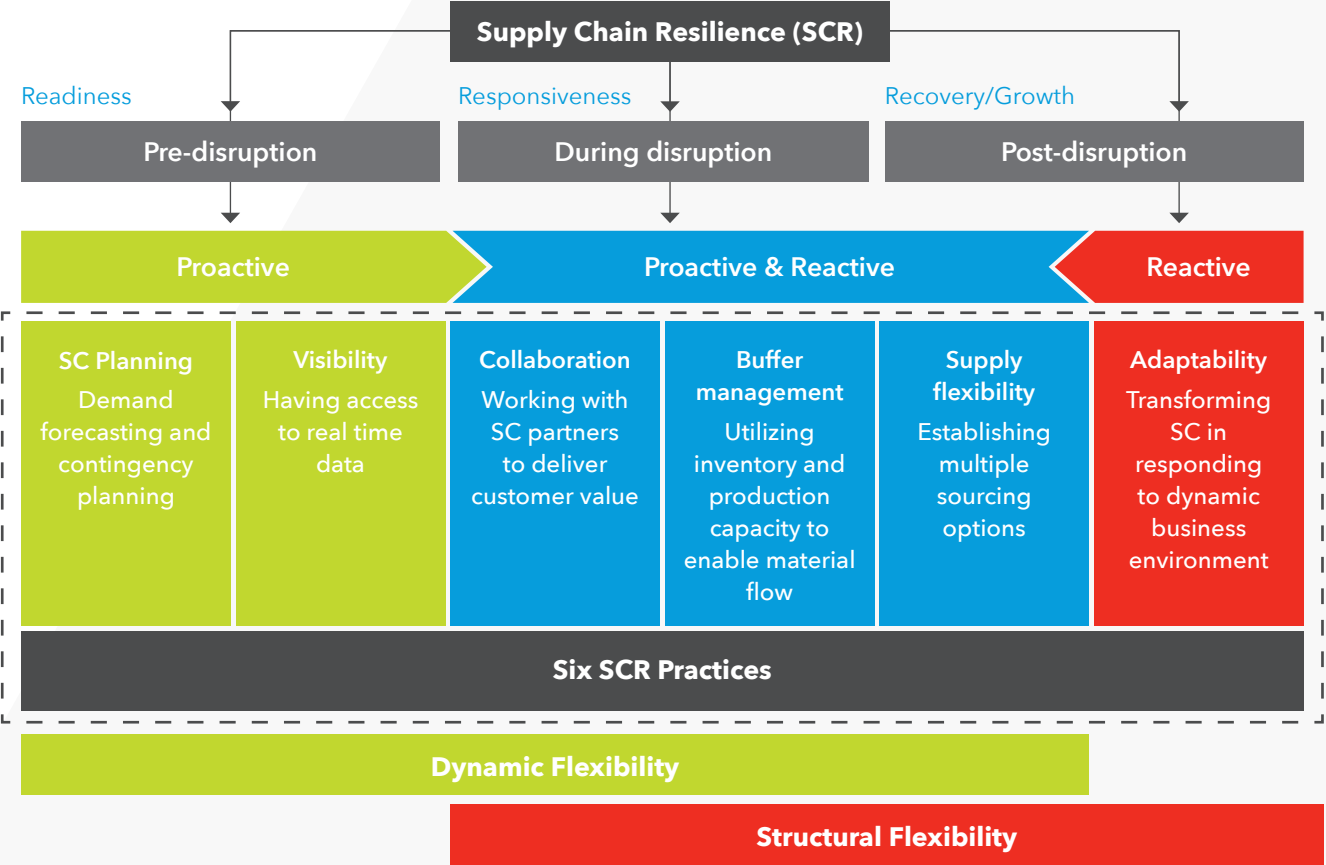 Supply Chain Resilience (SCR)
Readiness
Responsiveness
Recovery/Growth
Pre-disruption
During disruption
Post-disruption
Proactive
Proactive & Reactive
Reactive
SC Planning
Demand
forecasting and
contingency
planning
Visibility
Having access
to real time
data
Collaboration
Working with
SC partners
to deliver
customer value
Buffer
management
Utilizing
inventory and
production
capacity to
enable material
flow
Supply
flexibility
Establishing
multiple
sourcing
options
Adaptability
Transforming
SC in
responding
to dynamic
business
environment
Six SCR Practices
Dynamic Flexibility
Structural Flexibility